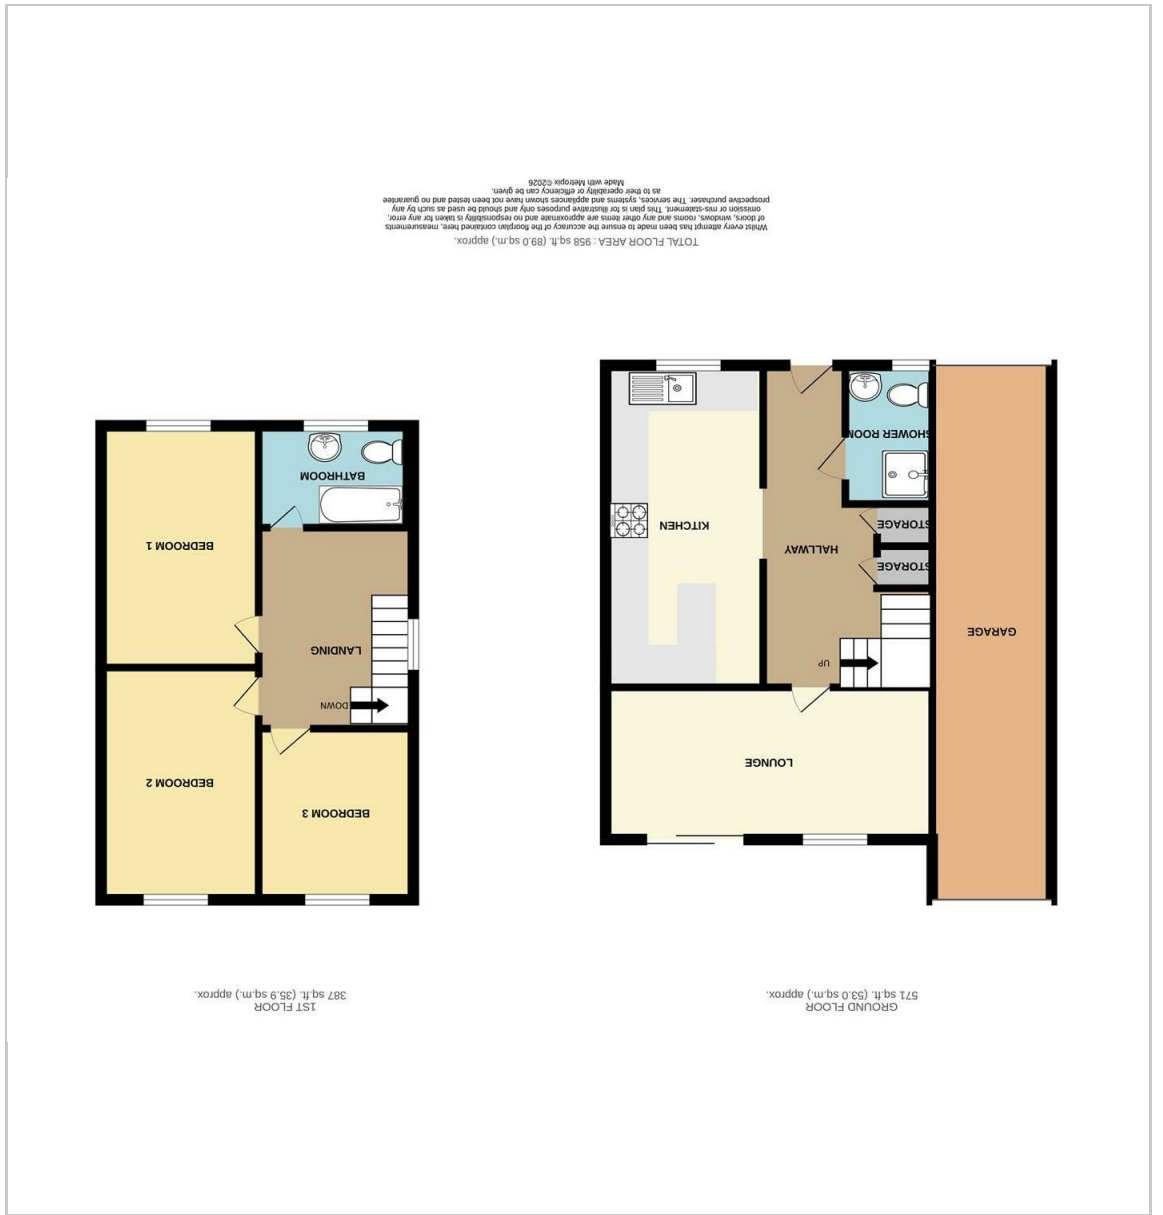 GROUND FLOOR
571 sq.ft. (53.0 sq.m.) approx.
LOUNGE
UP
GARAGE
STORAGE
STORAGE
HALLWAY
KITCHEN
SHOWER ROOM
1ST FLOOR
387 sq.ft. (35.9 sq.m.) approx.
BEDROOM 3
BEDROOM 2
DOWN
LANDING
BEDROOM 1
BATHROOM
TOTAL FLOOR AREA : 958 sq.ft. (89.0 sq.m.) approx.
Whilst every attempt has been made to ensure the accuracy of the floorplan contained here, measurements
of doors, windows, rooms and any other items are approximate and no responsibility is taken for any error,
omission or mis-statement. This plan is for illustrative purposes only and should be used as such by any
prospective purchaser. The services, systems and appliances shown have not been tested and no guarantee
as to their operability or efficiency can be given.
Made with Metropix ©2026